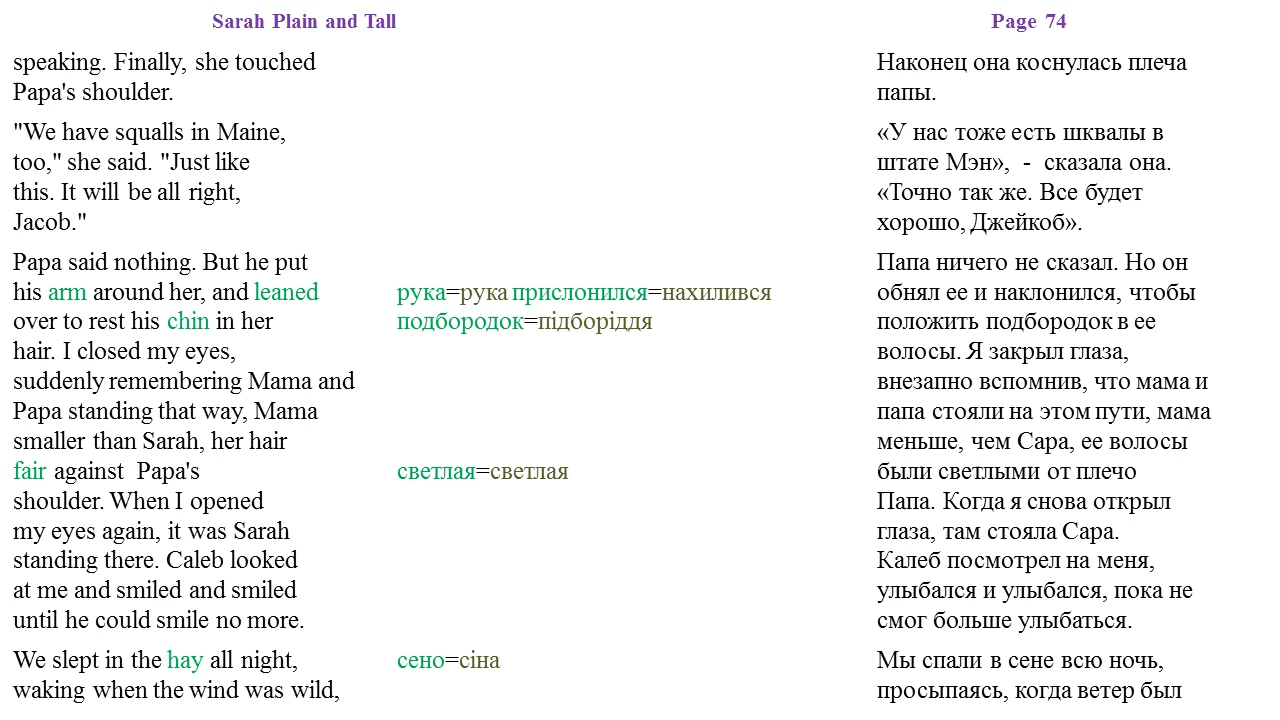 Sarah Plain and Tall
Page 74
speaking. Finally, she touched
Papa's shoulder.
"We have squalls in Maine,
too," she said. "Just like
this. It will be all right,
Jacob."
Papa said nothing. But he put
his arm around her, and leaned
over to rest his chin in her
hair. I closed my eyes,
suddenly remembering Mama and
Papa standing that way, Mama
smaller than Sarah, her hair
fair against Papa's
shoulder. When I opened
my eyes again, it was Sarah
standing there. Caleb looked
at me and smiled and smiled
until he could smile no more.
We slept in the hay all night,
waking when the wind was wild,
рука=рука прислонился=нахилився
подбородок=підборіддя
светлая=светлая
сено=сіна
Наконец она коснулась плеча
папы.
«У нас тоже есть шквалы в
штате Мэн», - сказала она.
«Точно так же. Все будет
хорошо, Джейкоб».
Папа ничего не сказал. Но он
обнял ее и наклонился, чтобы
положить подбородок в ее
волосы. Я закрыл глаза,
внезапно вспомнив, что мама и
папа стояли на этом пути, мама
меньше, чем Сара, ее волосы
были светлыми от плечо
Папа. Когда я снова открыл
глаза, там стояла Сара.
Калеб посмотрел на меня,
улыбался и улыбался, пока не
смог больше улыбаться.
Мы спали в сене всю ночь,
просыпаясь, когда ветер был